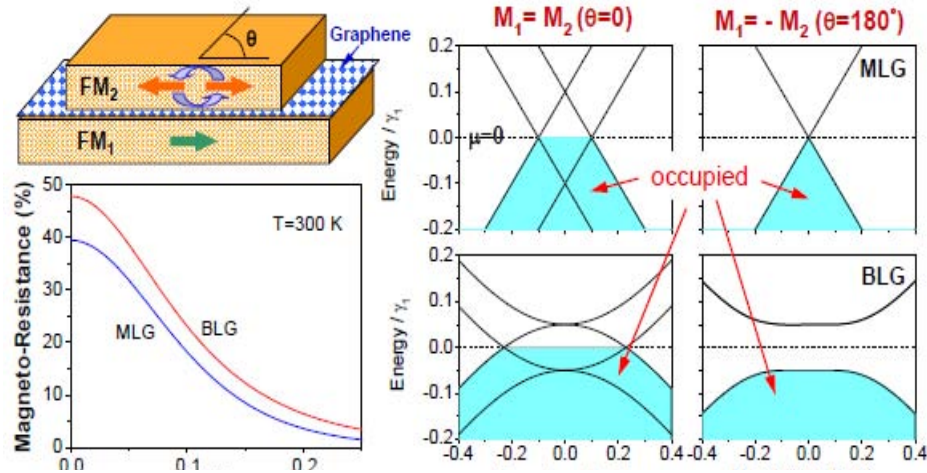 θ
Graphene
FM₂
FM₁
Magneto-Resistance (%)
50
40
30
20
10
0
T=300 K
MLG
BLG
0.0
0.1
0.2
M₁= M₂ (θ=0)
M₁= - M₂ (θ=180°)
Energy / γ₁
0.2
0.1
0.0
-0.1
-0.2
μ=0
MLG
occupied
Energy / γ₁
0.2
0.1
0.0
-0.1
-0.2
BLG
-0.4
-0.2
0.0
0.2
0.4
-0.4
-0.2
0.0
0.2
0.4